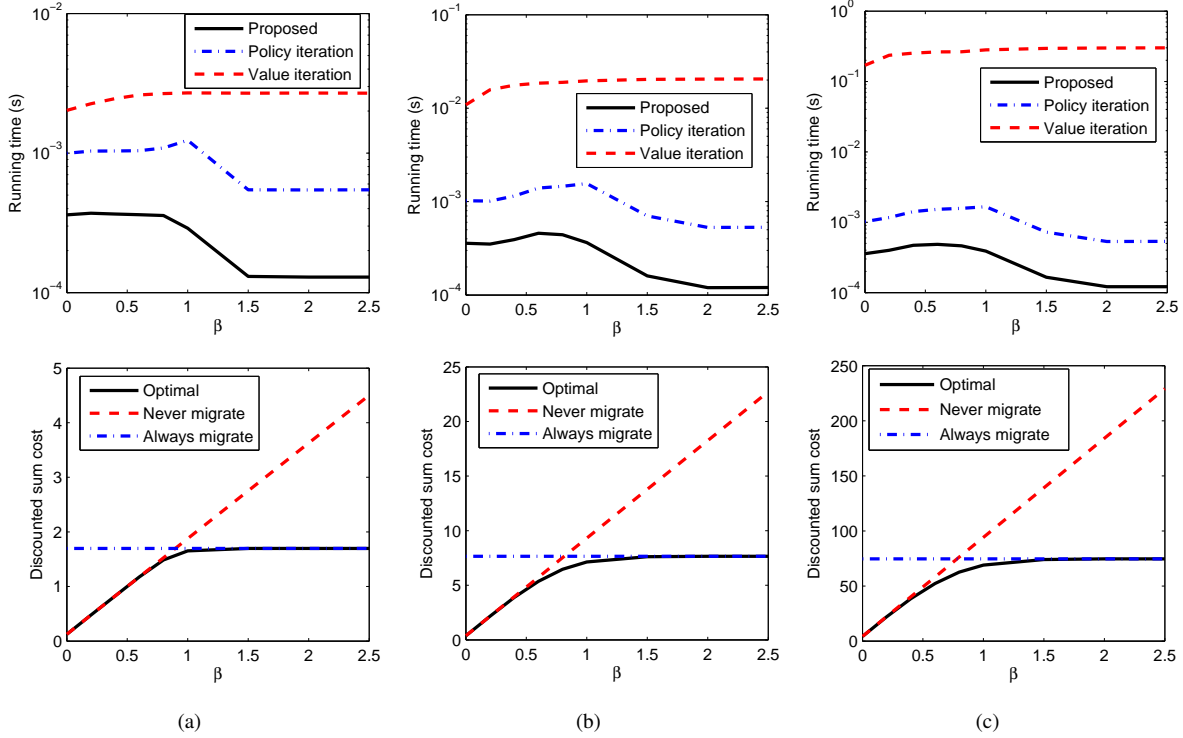 10⁻²
10⁻³
10⁻⁴
Running time (s)
Proposed
Policy iteration
Value iteration
0 0.5 1 1.5 2 2.5
β
10⁻¹
10⁻²
10⁻³
10⁻⁴
Running time (s)
Proposed
Policy iteration
Value iteration
0 0.5 1 1.5 2 2.5
β
10⁰
10⁻¹
10⁻²
10⁻³
10⁻⁴
Running time (s)
Proposed
Policy iteration
Value iteration
0 0.5 1 1.5 2 2.5
β
5
4
3
2
1
0
Discounted sum cost
Optimal
Never migrate
Always migrate
0 0.5 1 1.5 2 2.5
β
25
20
15
10
5
0
Discounted sum cost
Optimal
Never migrate
Always migrate
0 0.5 1 1.5 2 2.5
β
250
200
150
100
50
0
Discounted sum cost
Optimal
Never migrate
Always migrate
0 0.5 1 1.5 2 2.5
β
(a)
(b)
(c)